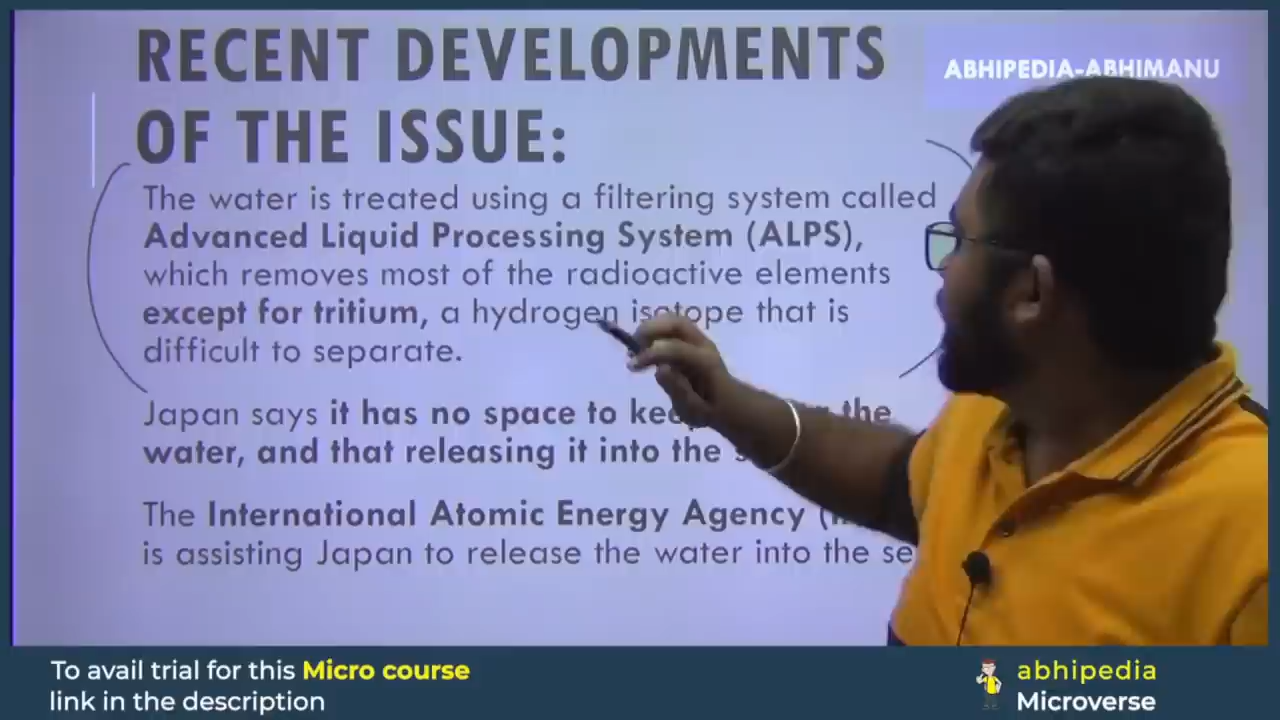 RECENT DEVELOPMENTS
OF THE ISSUE:
ABHIPEDIA-ABHIMANU
The water is treated using a filtering system called
Advanced Liquid Processing System (ALPS),
which removes most of the radioactive elements
except for tritium, a hydrogen isotope that is
difficult to separate.
Japan says it has no space to the
water, and that releasing it into the
The International Atomic Energy Agency
is assisting Japan to release the water into the
To avail trial for this Micro course
link in the description
abhipedia
Microverse